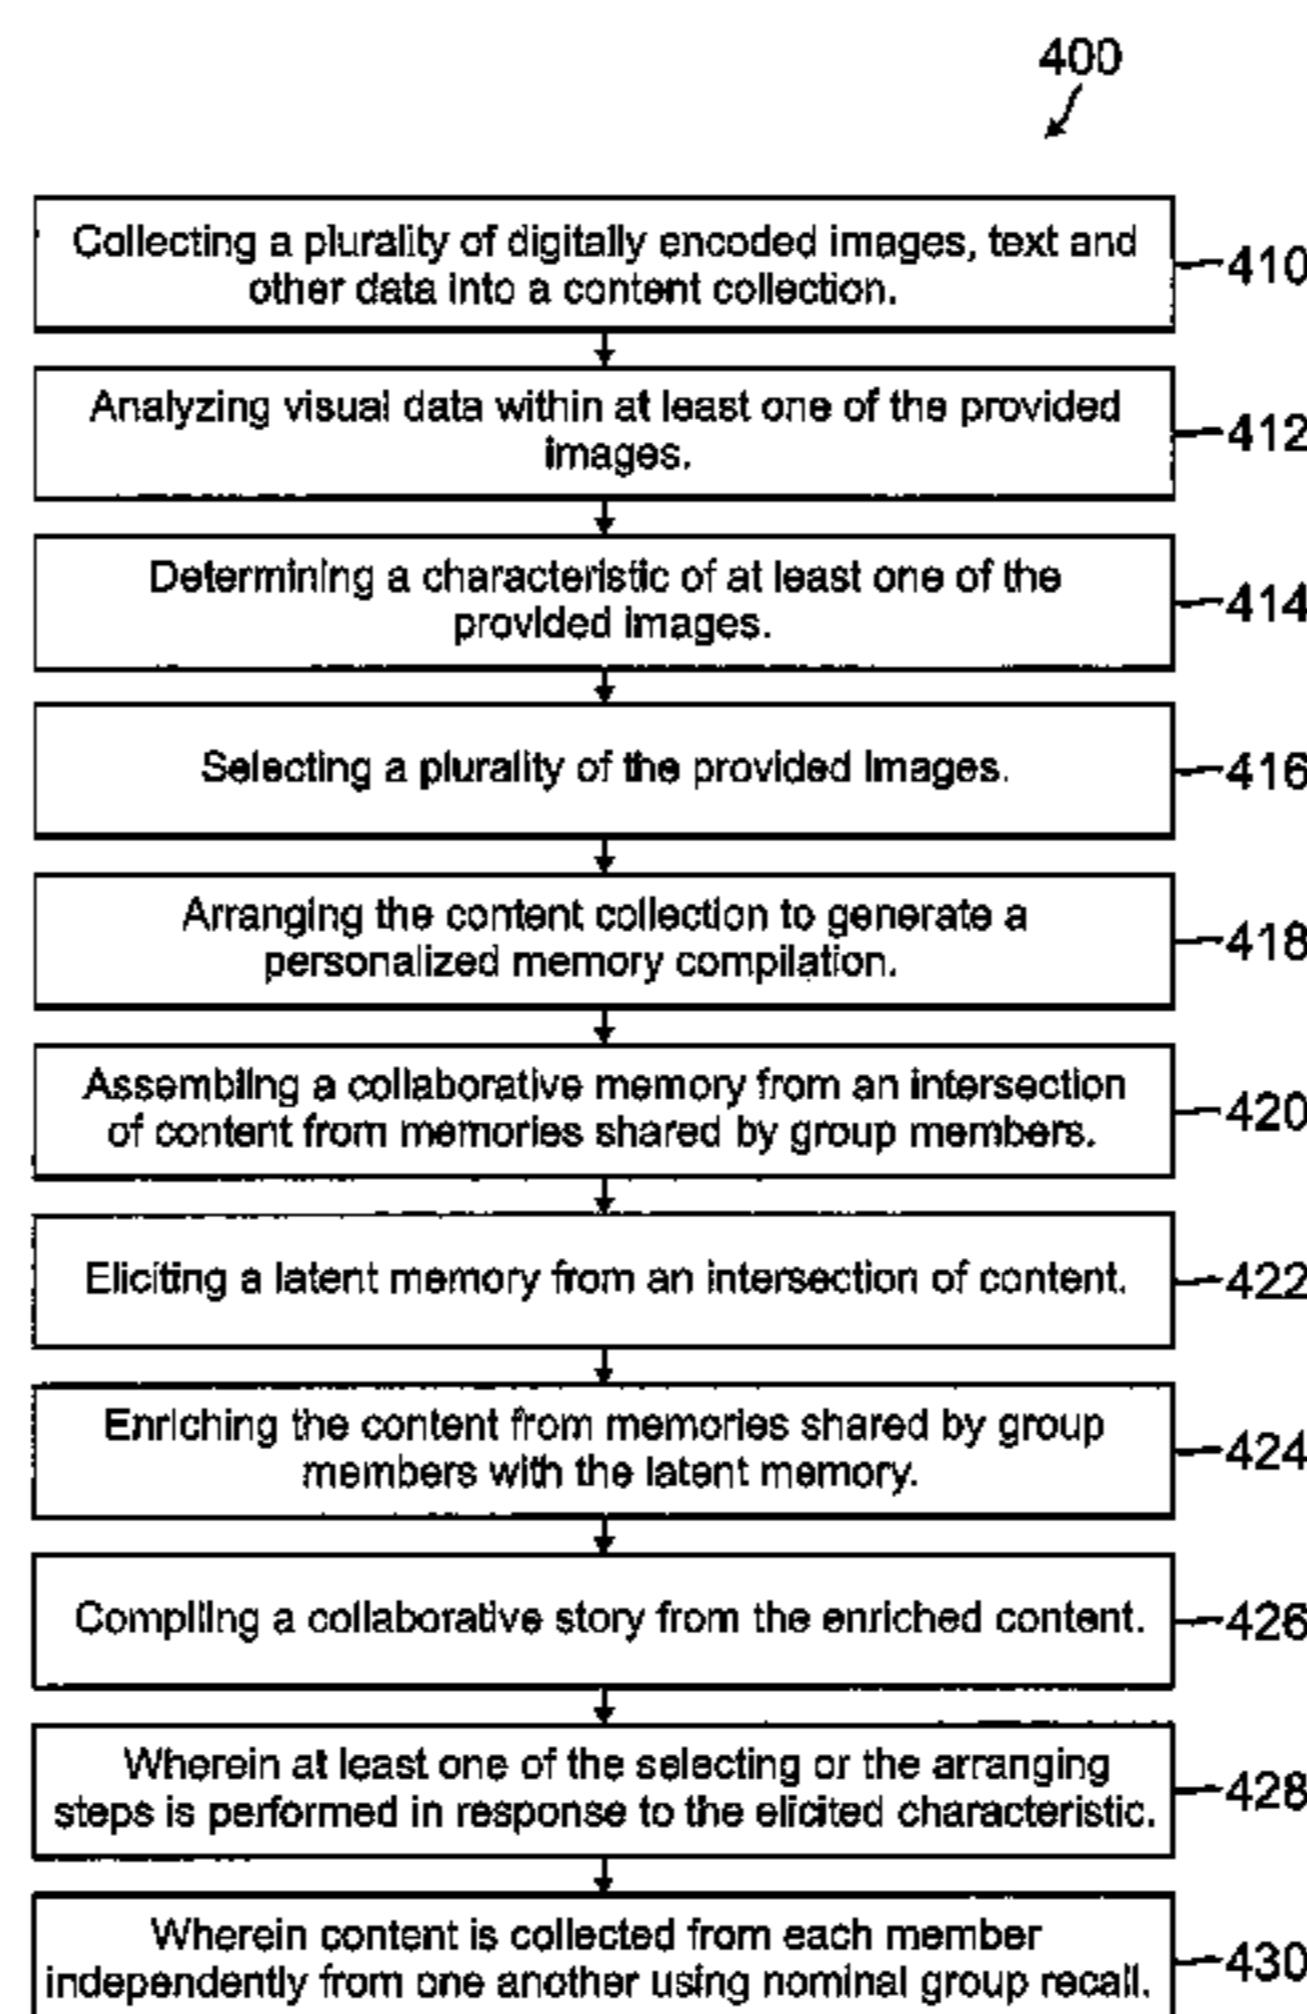 400
Collecting a plurality of digitally encoded images, text and
other data into a content collection.
410
Analyzing visual data within at least one of the provided
images.
412
Determining a characteristic of at least one of the
provided images.
414
Selecting a plurality of the provided images.
416
Arranging the content collection to generate a
personalized memory compilation.
418
Assembling a collaborative memory from an intersection
of content from memories shared by group members.
420
Eliciting a latent memory from an intersection of content.
422
Enriching the content from memories shared by group
members with the latent memory.
424
Compiling a collaborative story from the enriched content.
426
Wherein at least one of the selecting or the arranging
steps is performed in response to the elicited characteristic.
428
Wherein content is collected from each member
independently from one another using nominal group recall.
430